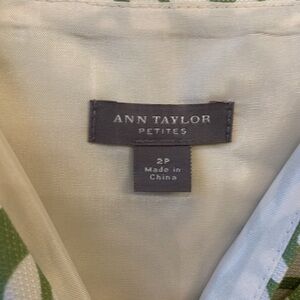 ANN TAYLOR
PETITES
2P
Made in
China